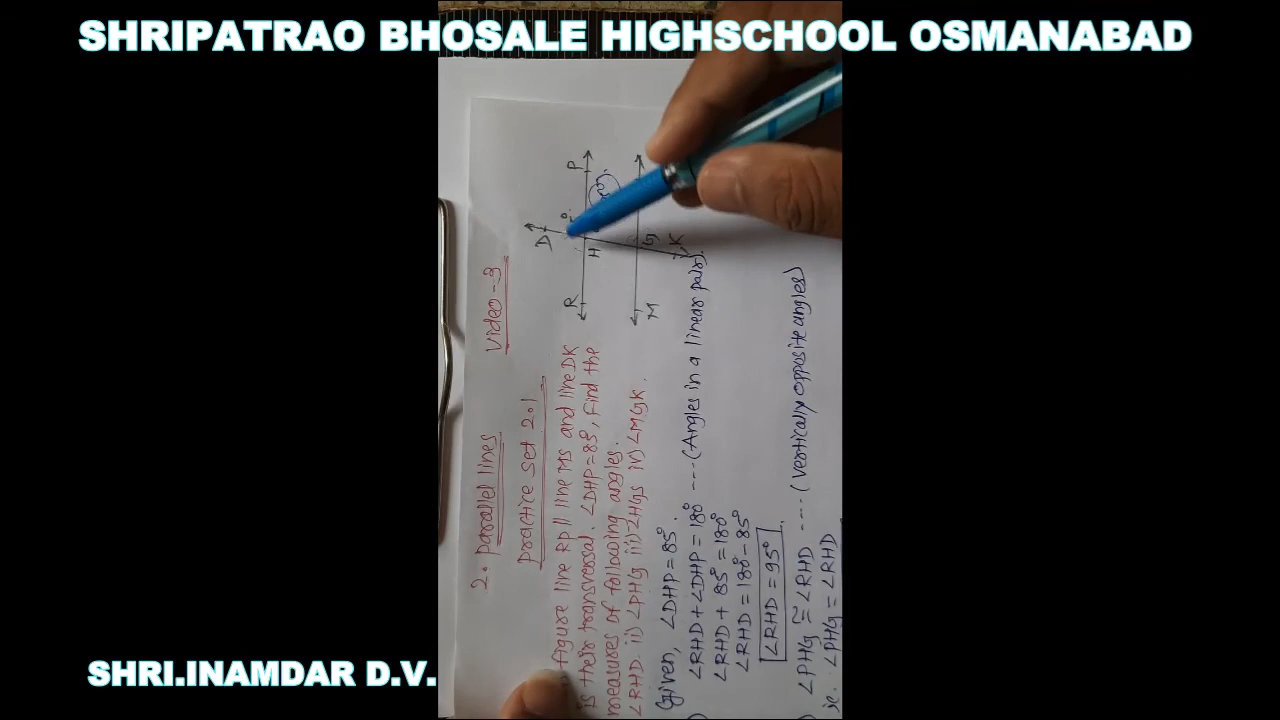 SHRIPATRAO BHOSALE HIGHSCHOOL OSMANABAD
2. parallel lines Video-3
practice set 2.1
figure line RP || line MS and line DK
is their transversal. ∠DHP=85°, Find the
measures of following angles.
∠RHD. ii) ∠PHG iii) ∠HGS iv) ∠MGK.
D
R H P
M G
K
Given, ∠DHP=85°.
∠RHD+∠DHP=180° ---(Angles in a linear pair).
∠RHD+ 85°=180°
∠RHD=180°-85°
∠RHD=95°
∠PHG ≅ ∠RHD ---- (vertically opposite angles)
ie. ∠PHG=∠RHD
SHRI.INAMDAR D.V.